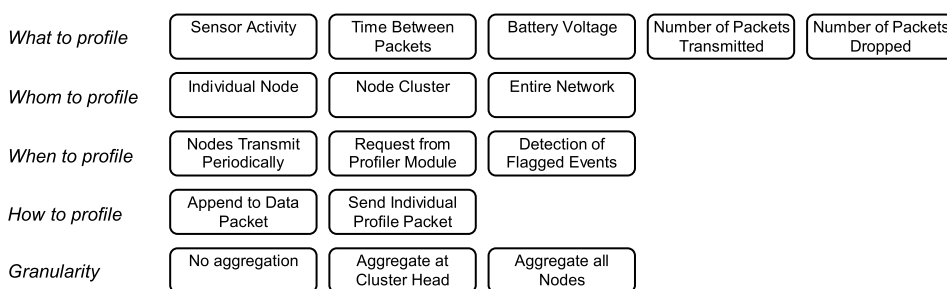 What to profile
Sensor Activity
Time Between
Packets
Battery Voltage
Number of Packets
Transmitted
Number of Packets
Dropped
Whom to profile
Individual Node
Node Cluster
Entire Network
When to profile
Nodes Transmit
Periodically
Request from
Profiler Module
Detection of
Flagged Events
How to profile
Append to Data
Packet
Send Individual
Profile Packet
Granularity
No aggregation
Aggregate at
Cluster Head
Aggregate all
Nodes